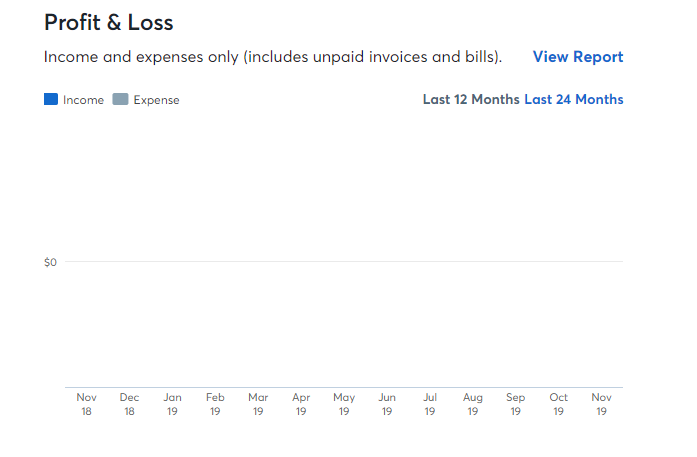 Profit & Loss
Income and expenses only (includes unpaid invoices and bills). View Report
Income Expense Last 12 Months Last 24 Months
$0
Nov Dec Jan Feb Mar Apr May Jun Jul Aug Sep Oct Nov
18 18 19 19 19 19 19 19 19 19 19 19 19